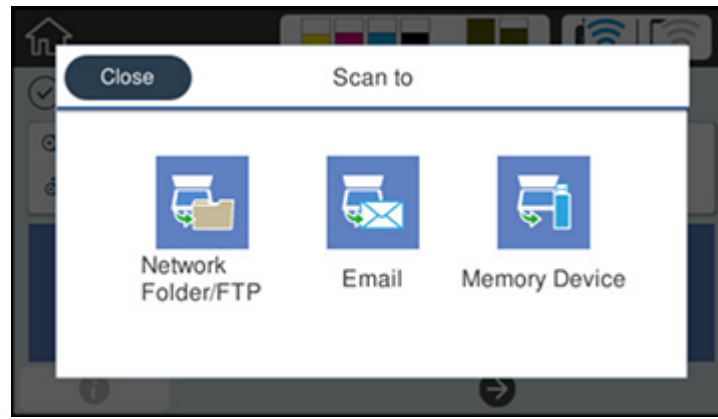 Close
Scan to
Network
Folder/FTP
Email
Memory Device